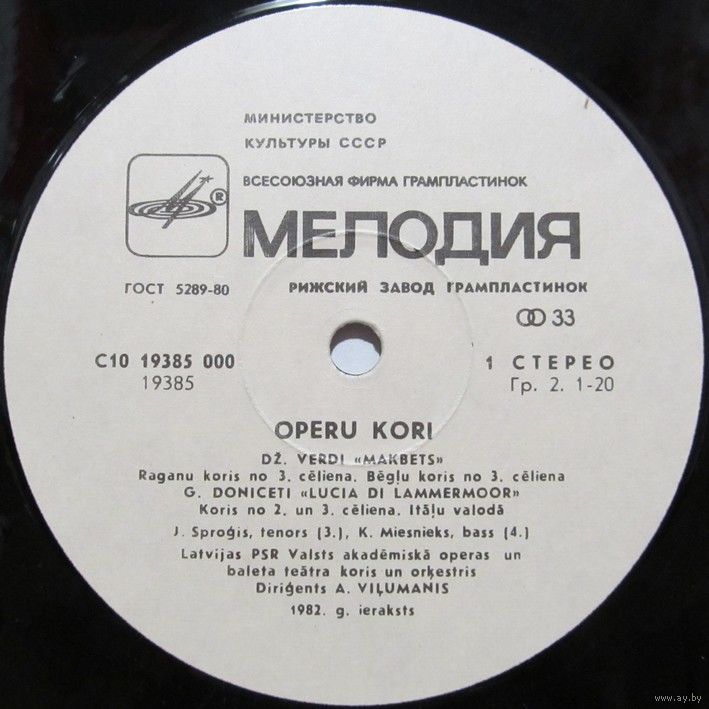 МИНИСТЕРСТВО
КУЛЬТУРЫ СССР
ВСЕСОЮЗНАЯ ФИРМА ГРАМПЛАСТИНОК
®
МЕЛОДИЯ
ГОСТ 5289-80 РИЖСКИЙ ЗАВОД ГРАМПЛАСТИНОК
33
С10 19385 000 1 СТЕРЕО
19385 Гр. 2. 1-20
OPERU KORI
DŽ. VERDI «MAKBETS»
Raganu koris no 3. cēliena. Bēgļu koris no 3. cēliena
G. DONICETI «LUCIA DI LAMMERMOOR»
Koris no 2. un 3. cēliena. Itāļu valodā
J. Sproģis, tenors (3.), K. Miesnieks, bass (4.)
Latvijas PSR Valsts akadēmiskā operas un
baleta teātra koris un orķestris
Diriģents A. VIĻUMANIS
1982. g. ieraksts
www.ay.by